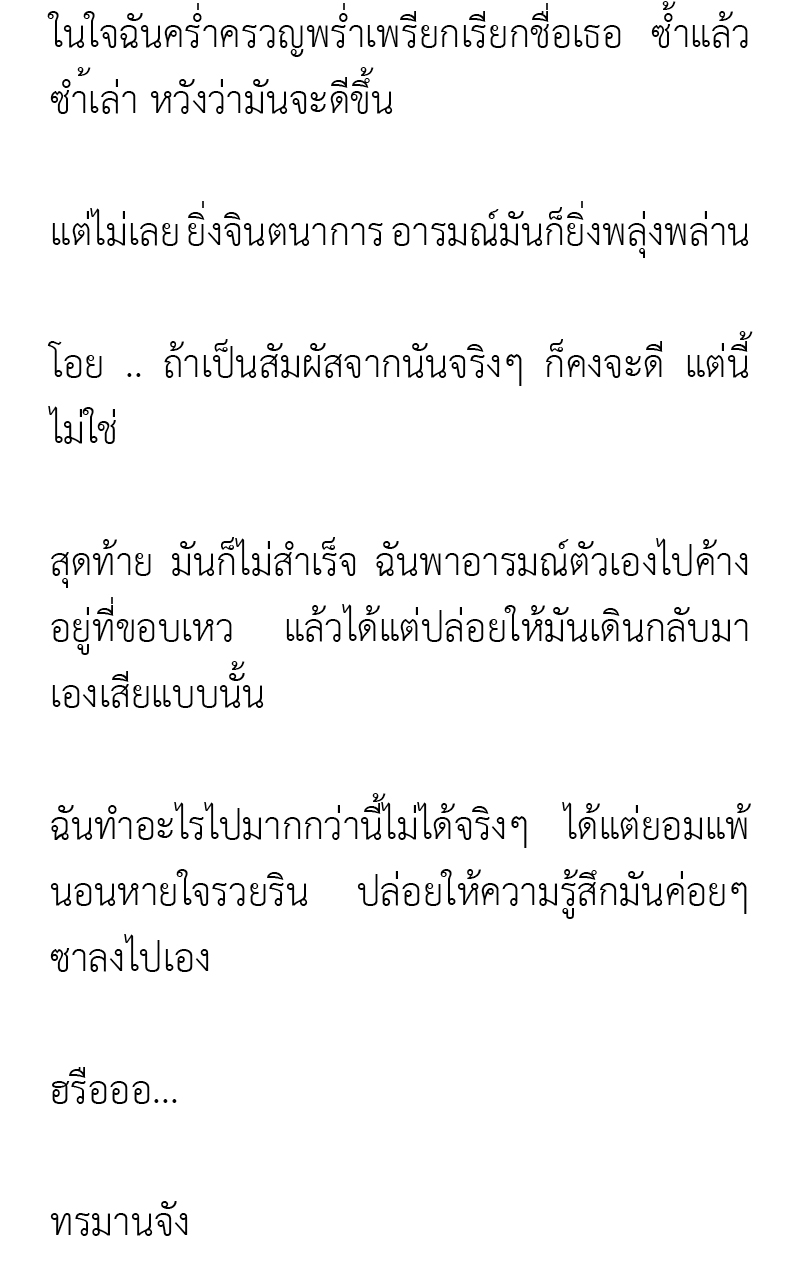 ในใจฉันคร่ำครวญพร่ำเพรียกเรียกชื่อเธอ ซ้ำแล้ว
ซ้ำเล่า หวังว่ามันจะดีขึ้น
แต่ไม่เลย ยิ่งจินตนาการ อารมณ์มันก็ยิ่งพลุ่งพล่าน
โอย .. ถ้าเป็นสัมผัสจากนันจริงๆ ก็คงจะดี แต่นี้
ไม่ใช่
สุดท้าย มันก็ไม่สำเร็จ ฉันพาอารมณ์ตัวเองไปค้าง
อยู่ที่ขอบเหว แล้วได้แต่ปล่อยให้มันเดินกลับมา
เองเสียแบบนั้น
ฉันทำอะไรไปมากกว่านี้ไม่ได้จริงๆ ได้แต่ยอมแพ้
นอนหายใจรวยริน ปล่อยให้ความรู้สึกมันค่อยๆ
ซาลงไปเอง
ฮรือออ...
ทรมานจัง